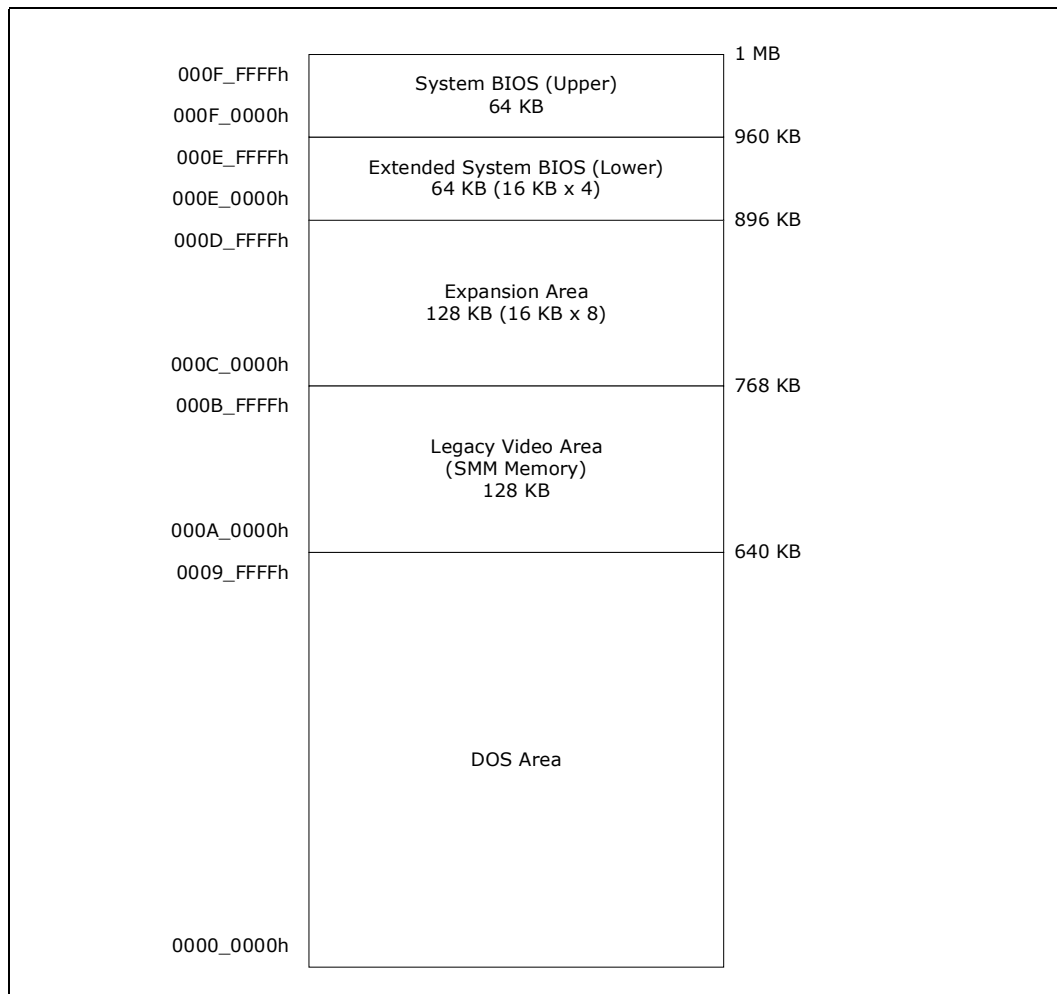 1 MB
000F_FFFFh
System BIOS (Upper)
64 KB
000F_0000h
960 KB
000E_FFFFh
Extended System BIOS (Lower)
64 KB (16 KB x 4)
000E_0000h
896 KB
000D_FFFFh
Expansion Area
128 KB (16 KB x 8)
000C_0000h
768 KB
000B_FFFFh
Legacy Video Area
(SMM Memory)
128 KB
000A_0000h
640 KB
0009_FFFFh
DOS Area
0000_0000h